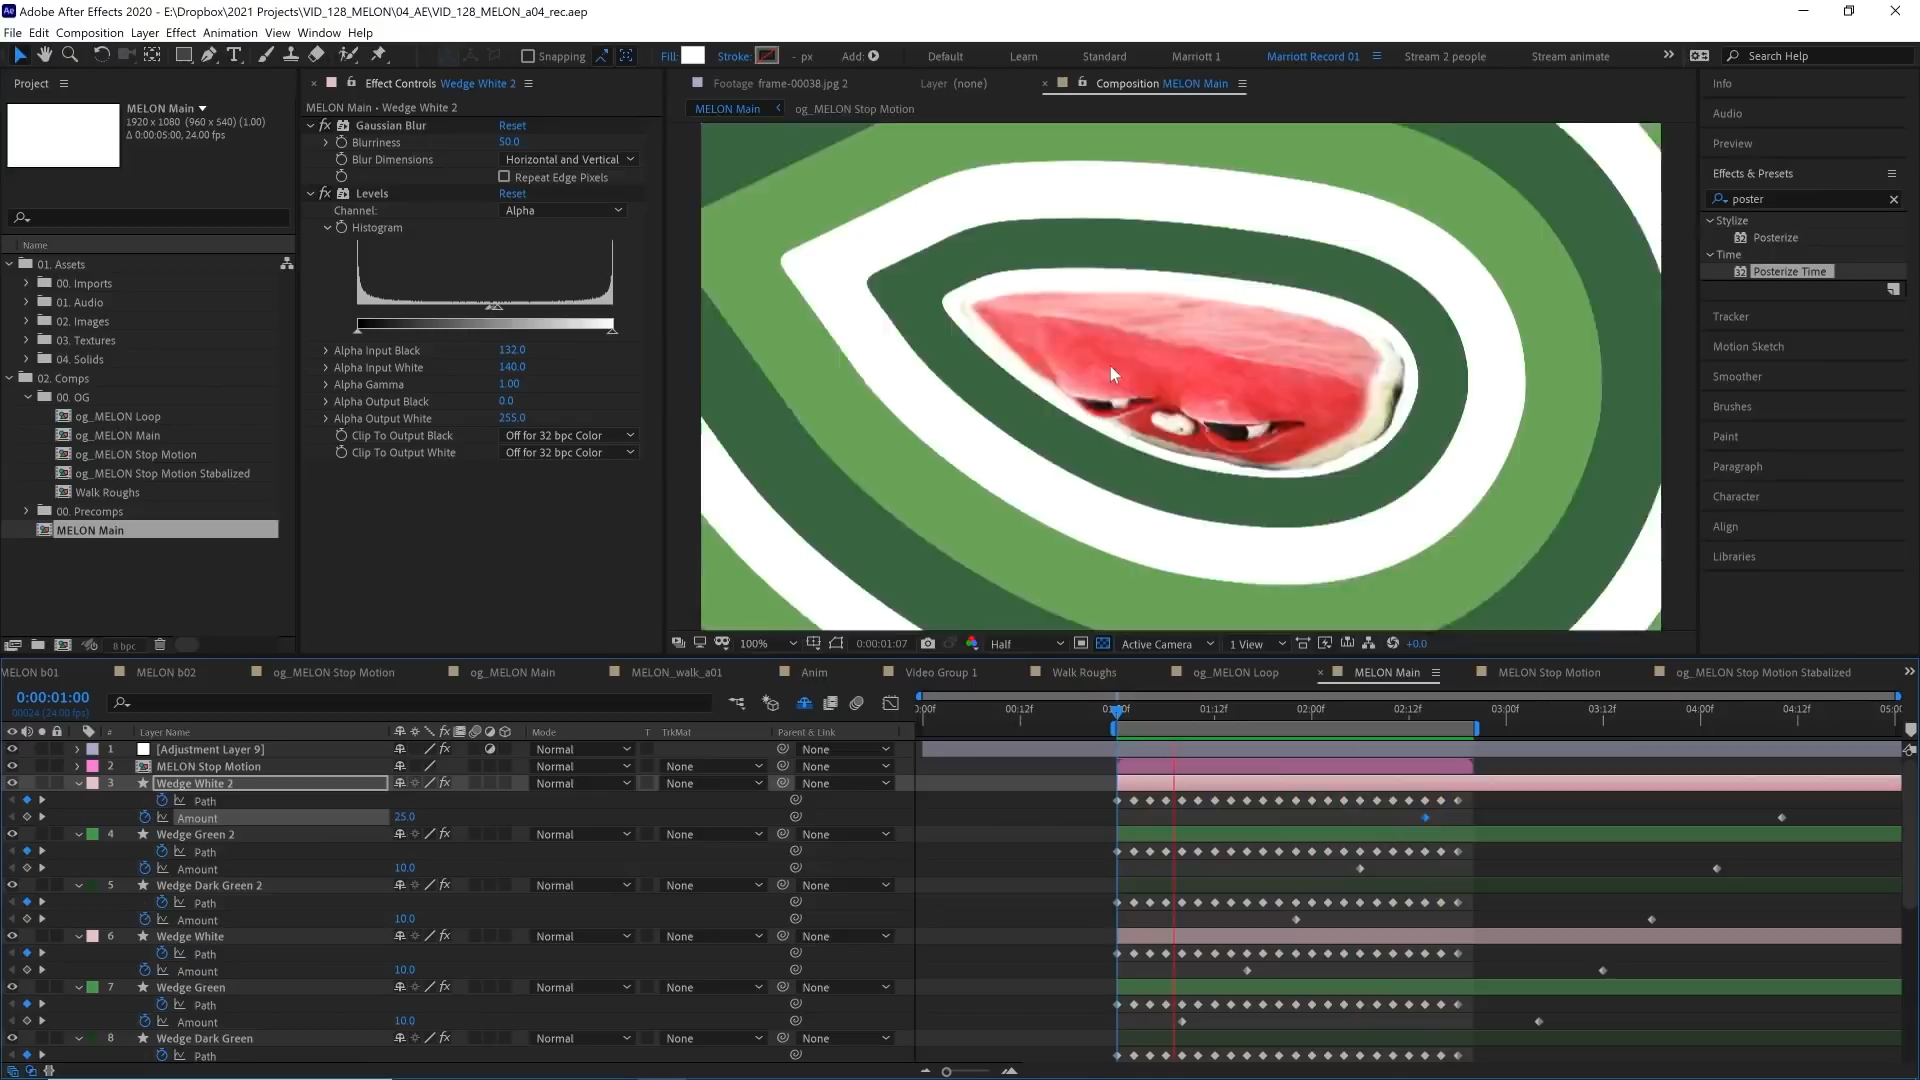 Adobe After Effects 2020 - E:\Dropbox\2021 Projects\VID_128_MELON\04_AE\VID_128_MELON_a04_rec.aep
File Edit Composition Layer Effect Animation View Window Help
Snapping Fill: Stroke: - px Add: Default Learn Standard Marriott 1 Marriott Record 01 Stream 2 people Stream animate Search Help
Project
MELON Main
1920 x 1080 (960 x 540) (1.00)
Δ 0:00:05:00, 24.00 fps
Name
01. Assets
00. Imports
01. Audio
02. Images
03. Textures
04. Solids
02. Comps
00. OG
og_MELON Loop
og_MELON Main
og_MELON Stop Motion
og_MELON Stop Motion Stabalized
Walk Roughs
00. Precomps
MELON Main
8 bpc
Effect Controls Wedge White 2
MELON Main • Wedge White 2
fx Gaussian Blur Reset
Blurriness 50.0
Blur Dimensions Horizontal and Vertical
Repeat Edge Pixels
fx Levels Reset
Channel: Alpha
Histogram
Alpha Input Black 132.0
Alpha Input White 140.0
Alpha Gamma 1.00
Alpha Output Black 0.0
Alpha Output White 255.0
Clip To Output Black Off for 32 bpc Color
Clip To Output White Off for 32 bpc Color
Footage frame-00038.jpg 2 Layer (none) Composition MELON Main
MELON Main og_MELON Stop Motion
100% 0:00:01:07 Half Active Camera 1 View +0.0
Info
Audio
Preview
Effects & Presets
poster
Stylize
32 Posterize
Time
32 Posterize Time
Tracker
Motion Sketch
Smoother
Brushes
Paint
Paragraph
Character
Align
Libraries
MELON b01 MELON b02 og_MELON Stop Motion og_MELON Main MELON_walk_a01 Anim Video Group 1 Walk Roughs og_MELON Loop MELON Main MELON Stop Motion og_MELON Stop Motion Stabalized
0:00:01:00
00024 (24.00 fps)
00:12f 01:12f 02:00f 02:12f 03:00f 03:12f 04:00f 04:12f
# Layer Name fx Mode T TrkMat Parent & Link
1 [Adjustment Layer 9] fx Normal None
2 MELON Stop Motion Normal None None
3 Wedge White 2 fx Normal None None
Path
Amount 25.0
4 Wedge Green 2 fx Normal None None
Path
Amount 10.0
5 Wedge Dark Green 2 fx Normal None None
Path
Amount 10.0
6 Wedge White fx Normal None None
Path
Amount 10.0
7 Wedge Green fx Normal None None
Path
Amount 10.0
8 Wedge Dark Green fx Normal None None
Path